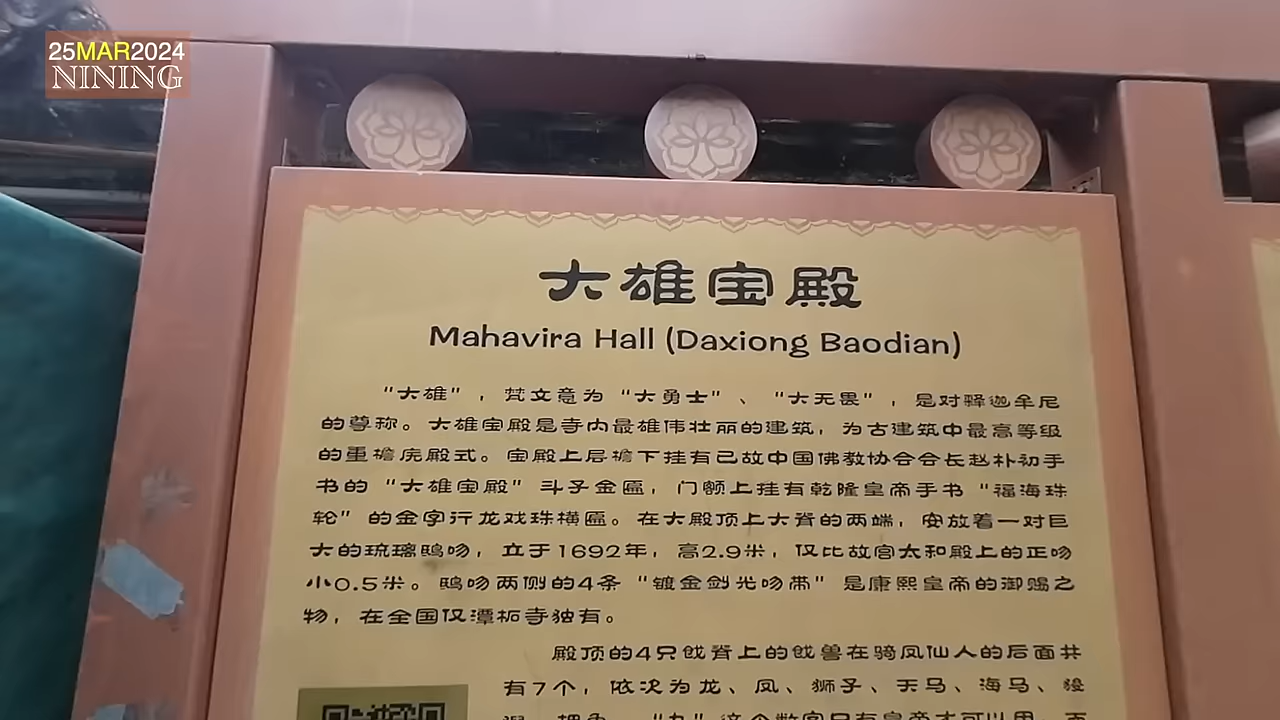 25MAR2024
NINING
大雄宝殿
Mahavira Hall (Daxiong Baodian)
"大雄"，梵文意为"大勇士"、"大无畏"，是对释迦牟尼
的尊称。大雄宝殿是寺内最雄伟壮丽的建筑，为古建筑中最高等级
的重檐庑殿式。宝殿上层檐下挂有已故中国佛教协会会长赵朴初手
书的"大雄宝殿"斗子金匾，门额上挂有乾隆皇帝手书"福海珠
轮"的金字行龙戏珠横匾。在大殿顶上大脊的两端，安放着一对巨
大的琉璃鸱吻，立于1692年，高2.9米，仅比故宫太和殿上的正吻
小0.5米。鸱吻两侧的4条"镀金剑光吻带"是康熙皇帝的御赐之
物，在全国仅潭柘寺独有。
殿顶的4只戗脊上的戗兽在骑凤仙人的后面共
有7个，依次为龙、凤、狮子、天马、海马、狻